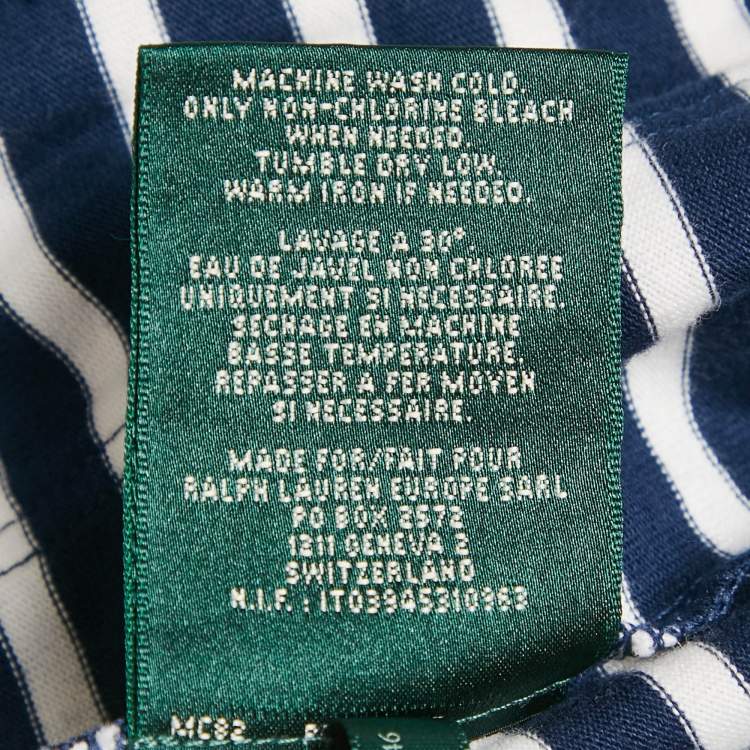 MACHINE WASH COLD.
ONLY NON-CHLORINE BLEACH
WHEN NEEDED.
TUMBLE DRY LOW.
WARM IRON IF NEEDED.
LAVAGE A 30°.
EAU DE JAVEL NON CHLOREE
UNIQUEMENT SI NECESSAIRE.
SECHAGE EN MACHINE
BASSE TEMPERATURE.
REPASSER A FER MOYEN
SI NECESSAIRE.
MADE FOR/FAIT POUR
RALPH LAUREN EUROPE SARL
PO BOX 2572
1211 GENEVA 3
SWITZERLAND
N.I.F. : IT03945310963
MC82
46